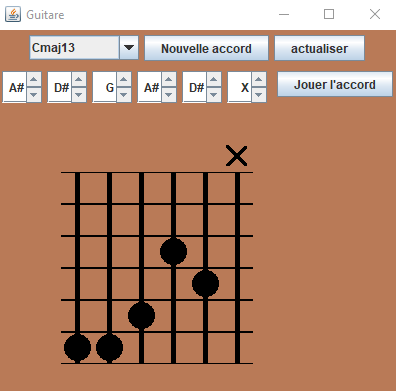 Guitare
Cmaj13 Nouvelle accord actualiser
A# D# G A# D# X Jouer l'accord